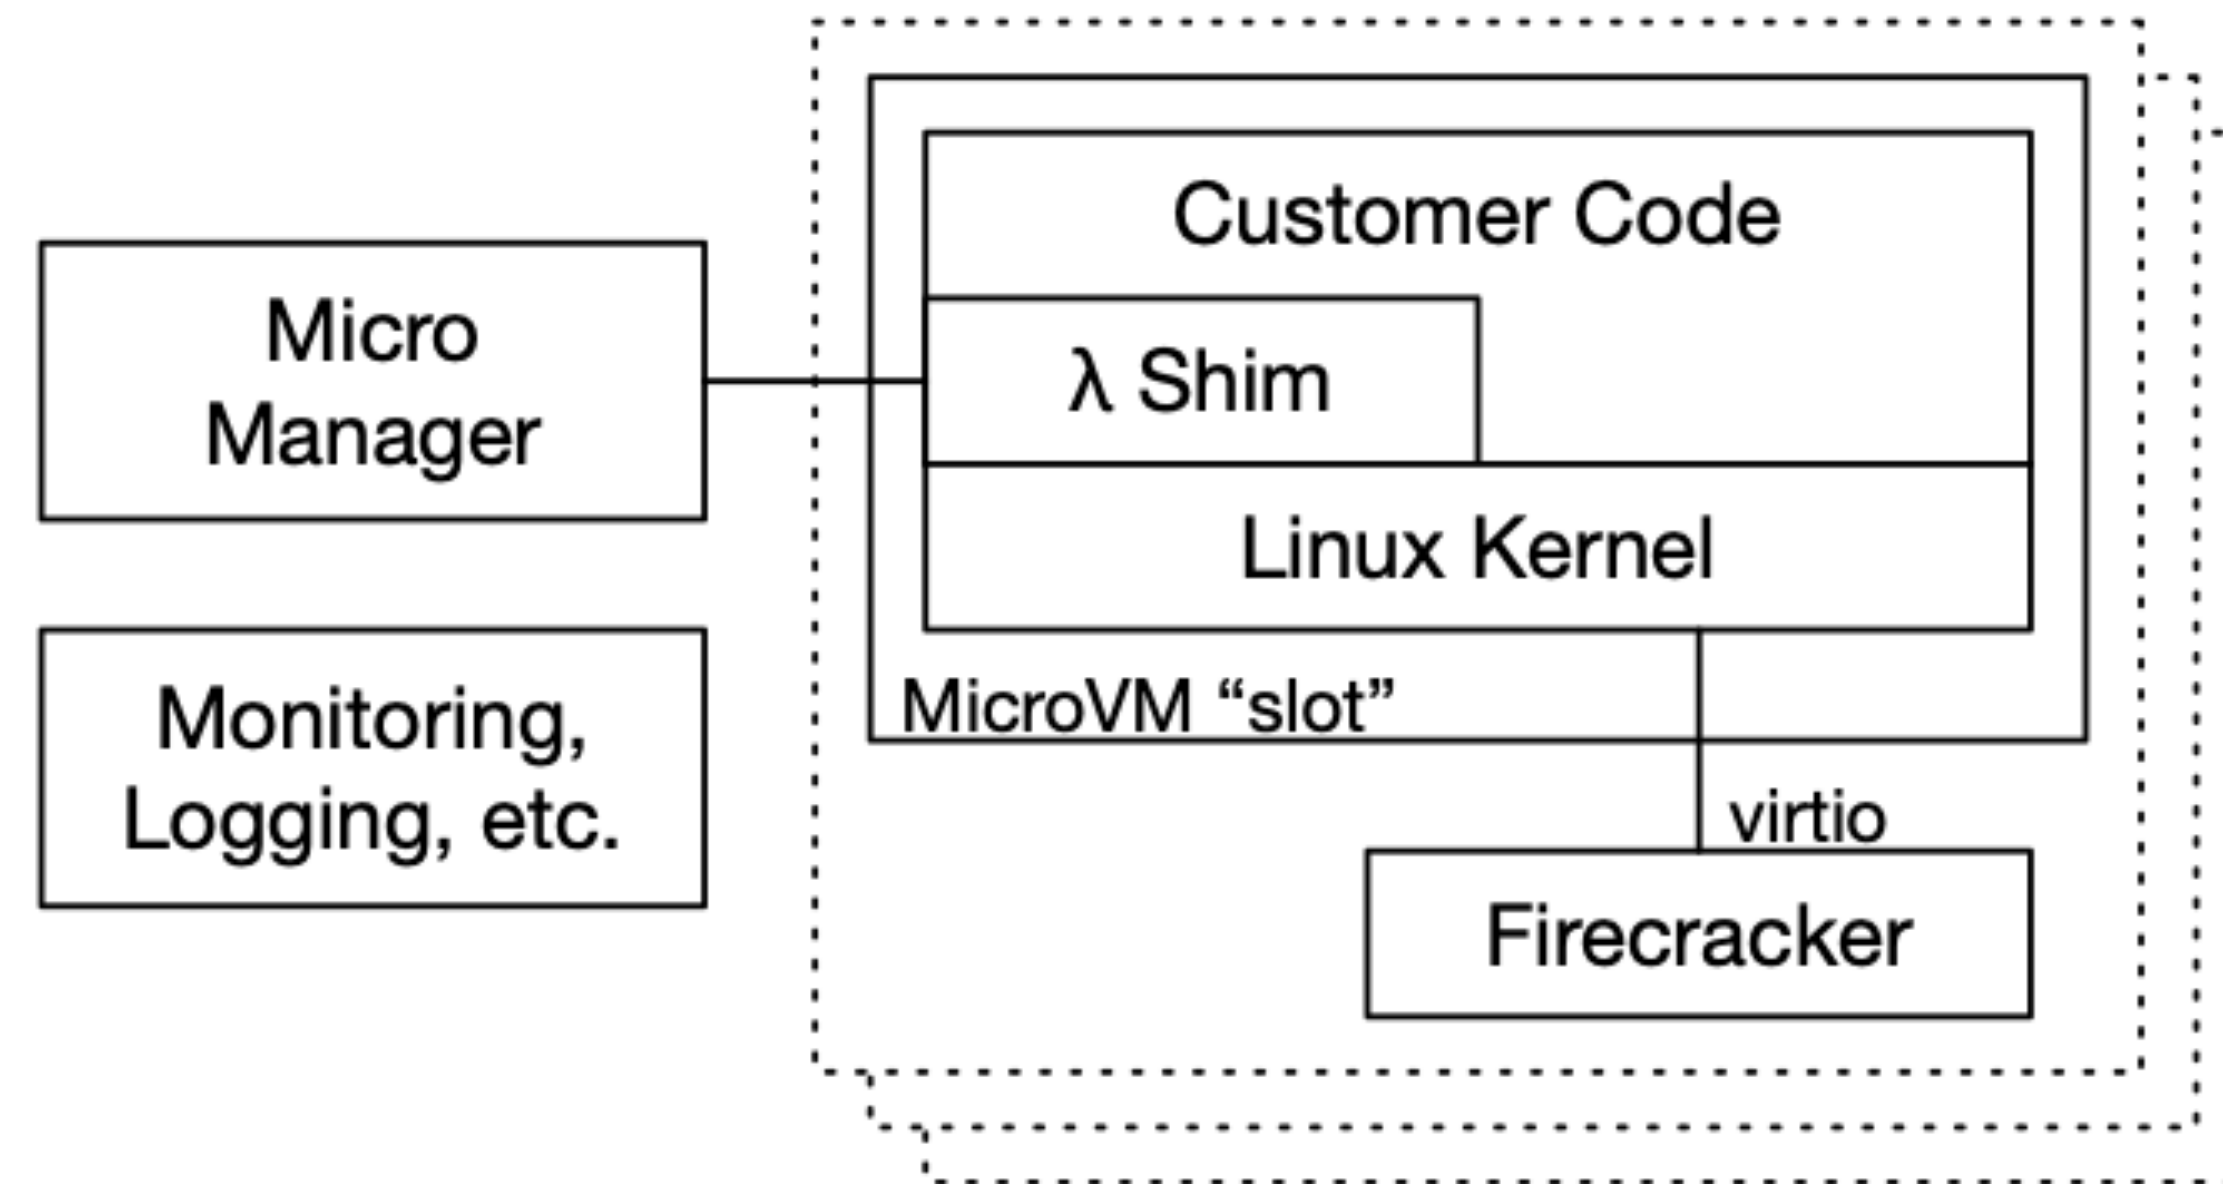 Micro
Manager
Monitoring,
Logging, etc.
Customer Code
λ Shim
Linux Kernel
MicroVM “slot”
virtio
Firecracker